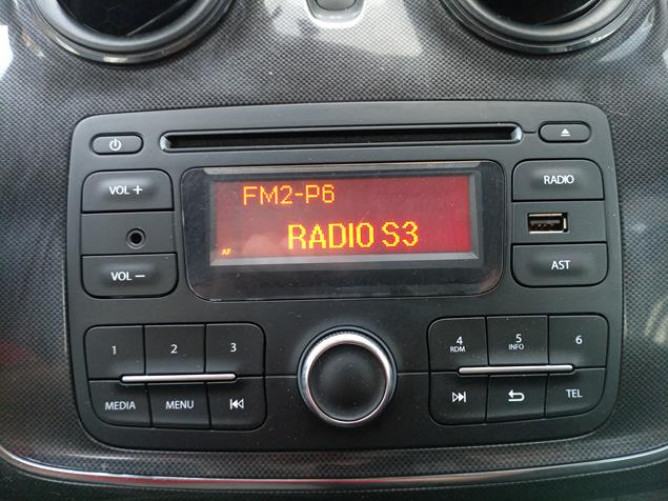 VOL +
RADIO
FM2-P6
RADIO S3
AF
VOL −
AST
1
2
3
4
RDM
5
INFO
6
MEDIA
MENU
TEL